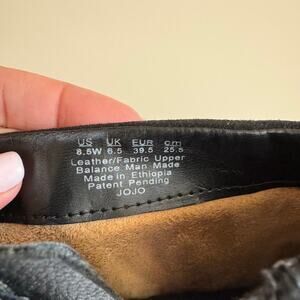 US UK EUR cm
8.5W 6.5 39.5 25.5
Leather/Fabric Upper
Balance Man Made
Made in Ethiopia
Patent Pending
JOJO